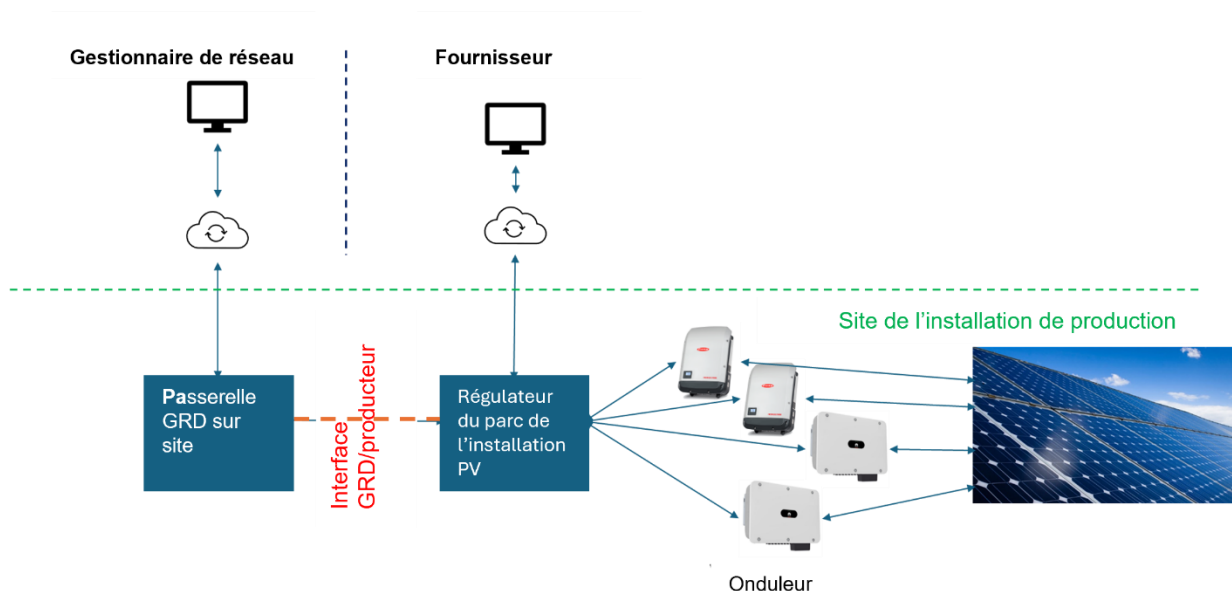 Gestionnaire de réseau
Fournisseur
Site de l'installation de production
Passerelle
GRD sur
site
Interface
GRD/producteur
Régulateur
du parc de
l'installation
PV
Onduleur